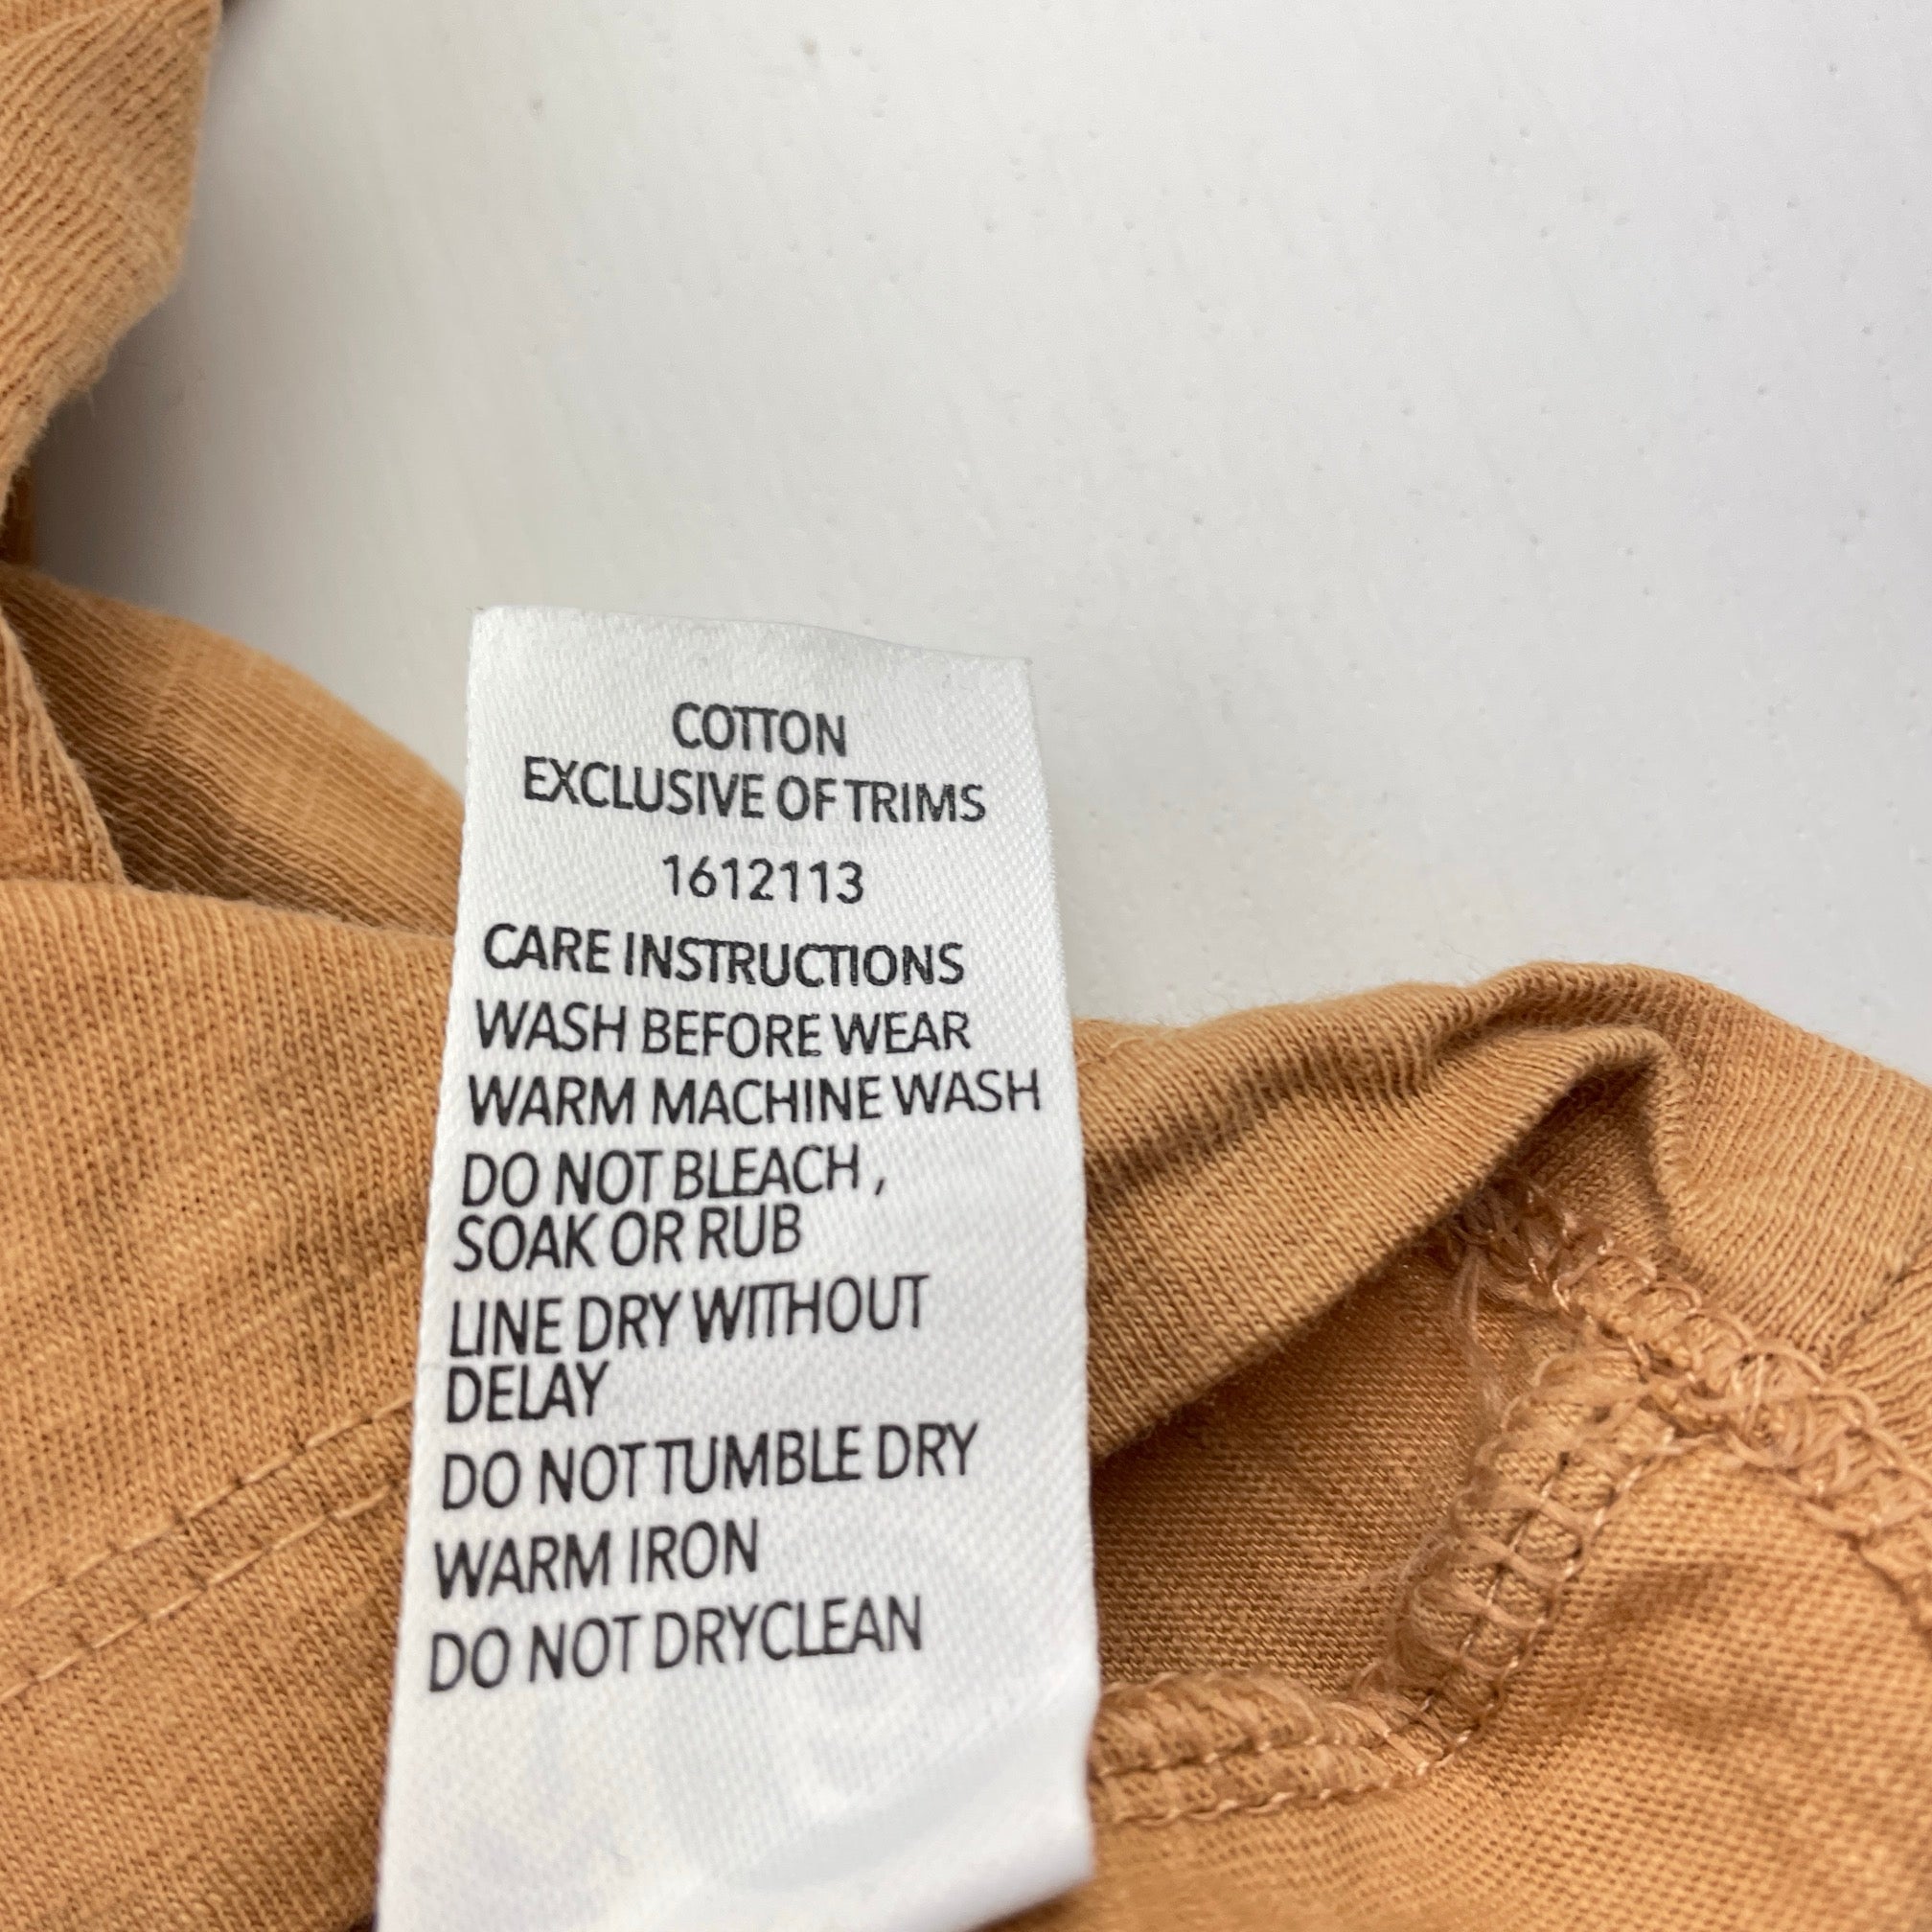 COTTON
EXCLUSIVE OF TRIMS
1612113
CARE INSTRUCTIONS
WASH BEFORE WEAR
WARM MACHINE WASH
DO NOT BLEACH ,
SOAK OR RUB
LINE DRY WITHOUT
DELAY
DO NOT TUMBLE DRY
WARM IRON
DO NOT DRYCLEAN